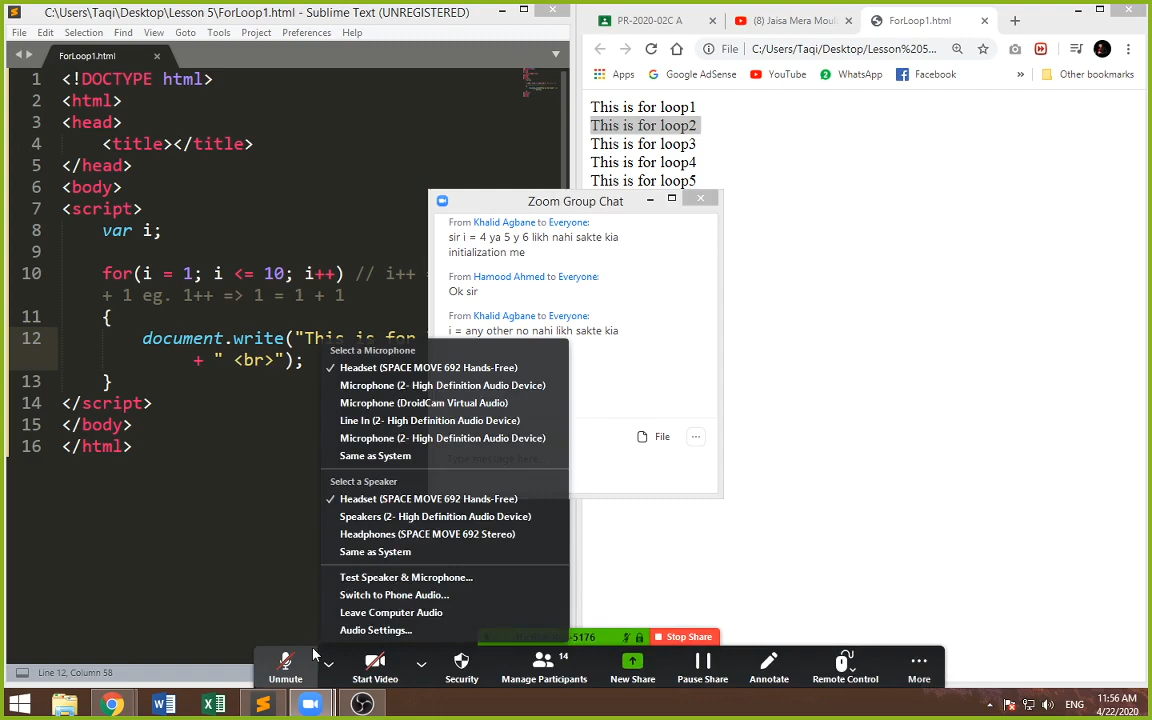 C:\Users\Taqi\Desktop\Lesson 5\ForLoop1.html - Sublime Text (UNREGISTERED)
File Edit Selection Find View Goto Tools Project Preferences Help
ForLoop1.html
1 <!DOCTYPE html>
2 <html>
3 <head>
4 <title></title>
5 </head>
6 <body>
7 <script>
8 var i;
9
10 for(i = 1; i <= 10; i++) // i++ =
+ 1 eg. 1++ => 1 = 1 + 1
11 {
12 document.write("This is for
+ " <br>");
13 }
14 </script>
15 </body>
16 </html>
Line 12, Column 58
PR-2020-02C A
(8) Jaisa Mera Moul
ForLoop1.html
File C:/Users/Taqi/Desktop/Lesson%205...
Apps Google AdSense YouTube WhatsApp Facebook » Other bookmarks
This is for loop1
This is for loop2
This is for loop3
This is for loop4
This is for loop5
Zoom Group Chat
From Khalid Agbane to Everyone:
sir i = 4 ya 5 y 6 likh nahi sakte kia
initialization me
From Hamood Ahmed to Everyone:
Ok sir
From Khalid Agbane to Everyone:
i = any other no nahi likh sakte kia
File
Type message here...
Select a Microphone
✓ Headset (SPACE MOVE 692 Hands-Free)
Microphone (2- High Definition Audio Device)
Microphone (DroidCam Virtual Audio)
Line In (2- High Definition Audio Device)
Microphone (2- High Definition Audio Device)
Same as System
Select a Speaker
✓ Headset (SPACE MOVE 692 Hands-Free)
Speakers (2- High Definition Audio Device)
Headphones (SPACE MOVE 692 Stereo)
Same as System
Test Speaker & Microphone...
Switch to Phone Audio...
Leave Computer Audio
Audio Settings...
-5176
Stop Share
14
Unmute Start Video Security Manage Participants New Share Pause Share Annotate Remote Control More
ENG
11:56 AM
4/22/2020